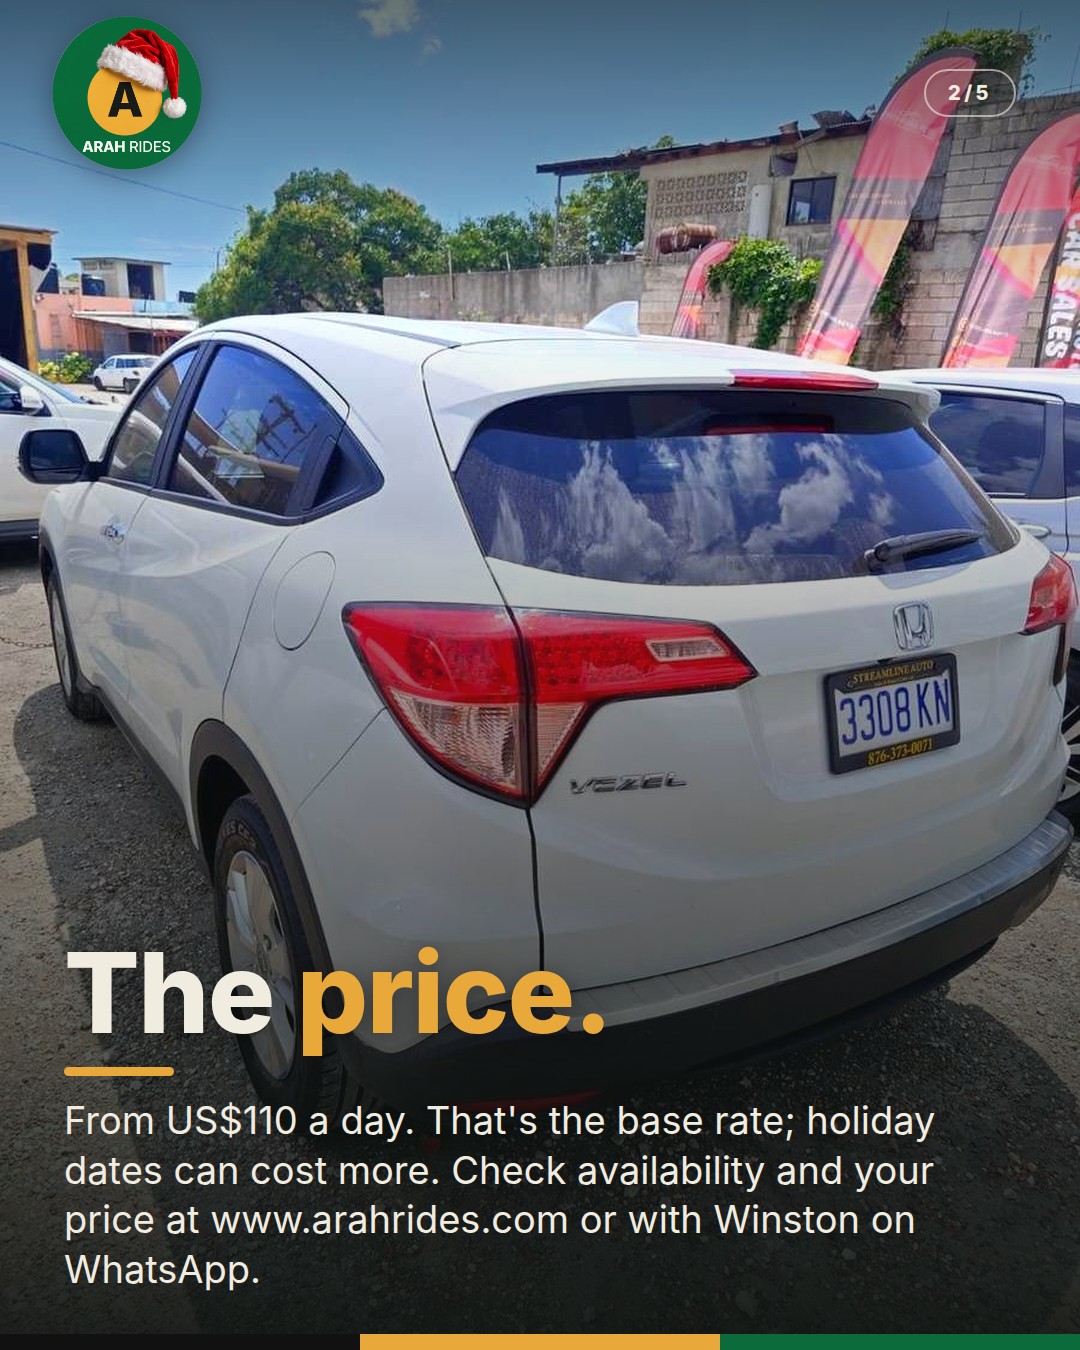 A
ARAH RIDES
2/5
CAR SALES
STREAMLINE AUTO
3308 KN
876-373-0071
VEZEL
The price.
From US$110 a day. That's the base rate; holiday
dates can cost more. Check availability and your
price at www.arahrides.com or with Winston on
WhatsApp.